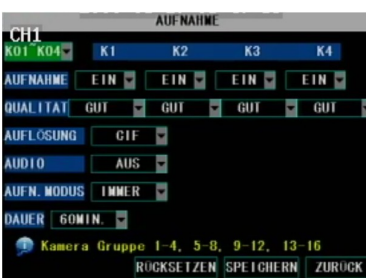 AUFNAHME
CH1
K01~K04 K1 K2 K3 K4
AUFNAHME EIN EIN EIN EIN
QUALITAT GUT GUT GUT GUT
AUFLÖSUNG CIF
AUDIO AUS
AUFN. MODUS IMMER
DAUER 60MIN.
Kamera Gruppe 1-4, 5-8, 9-12, 13-16
RÜCKSETZEN SPEICHERN ZURÜCK